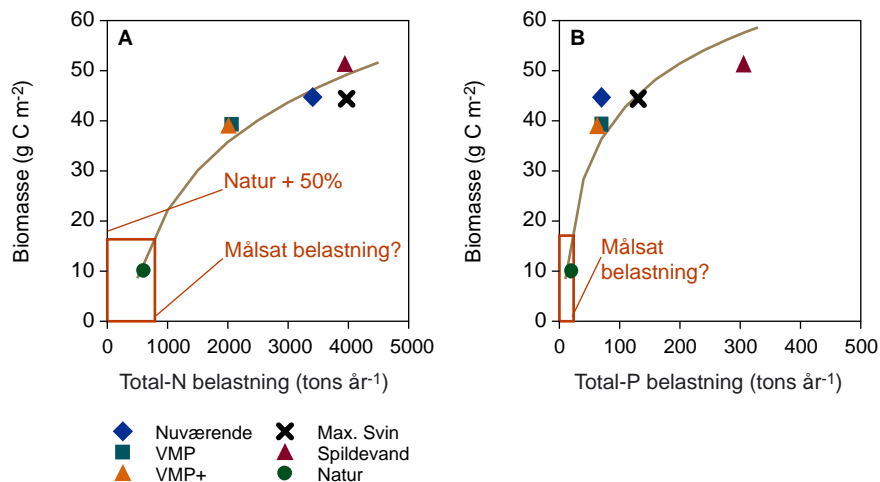 A
60
50
40
30
20
10
0
Biomasse (g C m-2)
Natur + 50%
Målsat belastning?
0 1000 2000 3000 4000 5000
Total-N belastning (tons år-1)
B
60
50
40
30
20
10
0
Biomasse (g C m-2)
Målsat
belastning?
0 100 200 300 400 500
Total-P belastning (tons år-1)
Nuværende
VMP
VMP+
Max. Svin
Spildevand
Natur